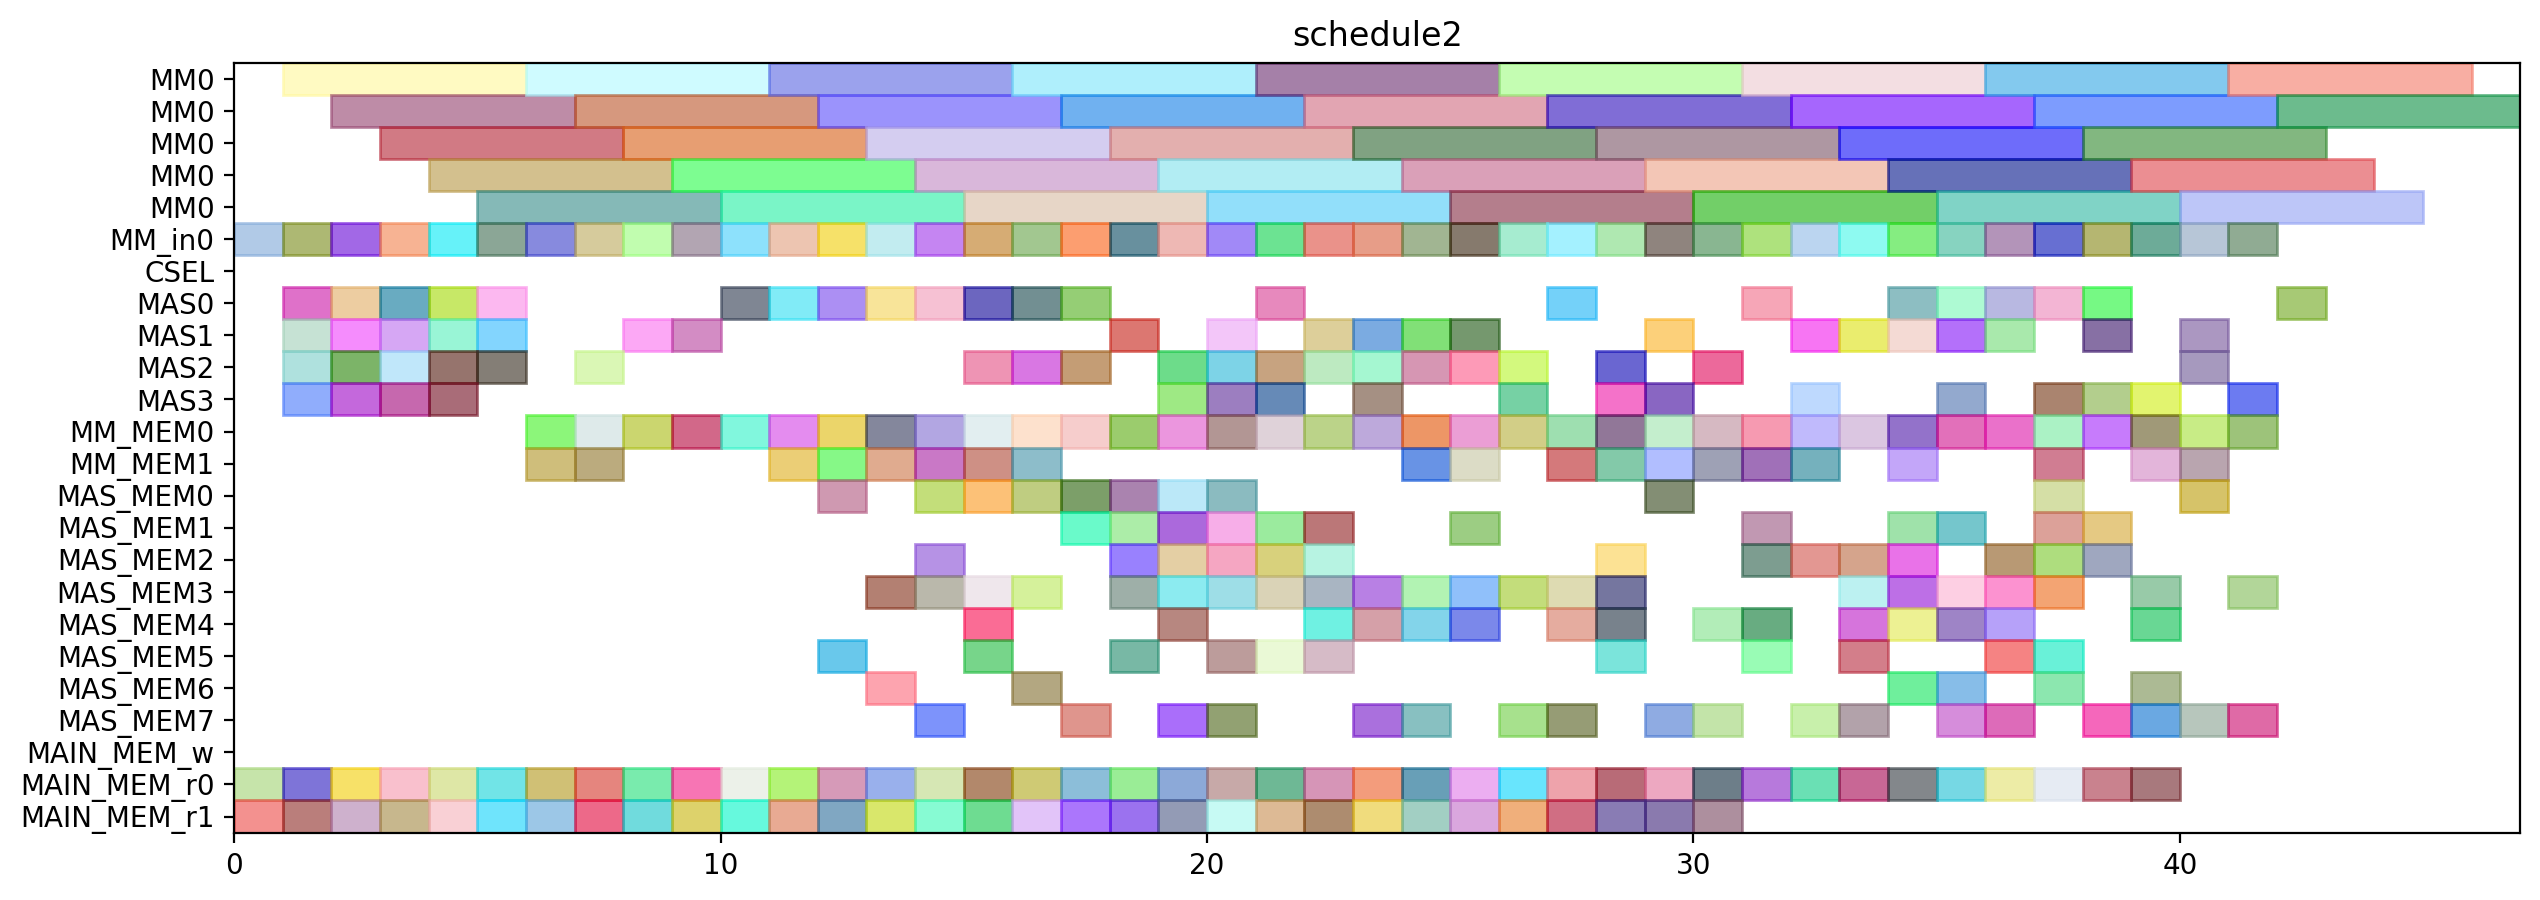 schedule2
MM0
MM0
MM0
MM0
MM0
MM_in0
CSEL
MAS0
MAS1
MAS2
MAS3
MM_MEM0
MM_MEM1
MAS_MEM0
MAS_MEM1
MAS_MEM2
MAS_MEM3
MAS_MEM4
MAS_MEM5
MAS_MEM6
MAS_MEM7
MAIN_MEM_w
MAIN_MEM_r0
MAIN_MEM_r1
0 10 20 30 40